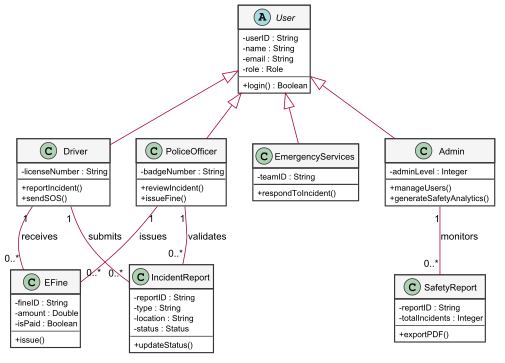 A User
-userID : String
-name : String
-email : String
-role : Role
+login() : Boolean
C Driver
-licenseNumber : String
+reportIncident()
+sendSOS()
C PoliceOfficer
-badgeNumber : String
+reviewIncident()
+issueFine()
C EmergencyServices
-teamID : String
+respondToIncident()
C Admin
-adminLevel : Integer
+manageUsers()
+generateSafetyAnalytics()
1 1 1 1 1
receives submits issues validates monitors
0..* 0..* 0..* 0..* 0..*
C EFine
-fineID : String
-amount : Double
-isPaid : Boolean
+issue()
C IncidentReport
-reportID : String
-type : String
-location : String
-status : Status
+updateStatus()
C SafetyReport
-reportID : String
-totalIncidents : Integer
+exportPDF()